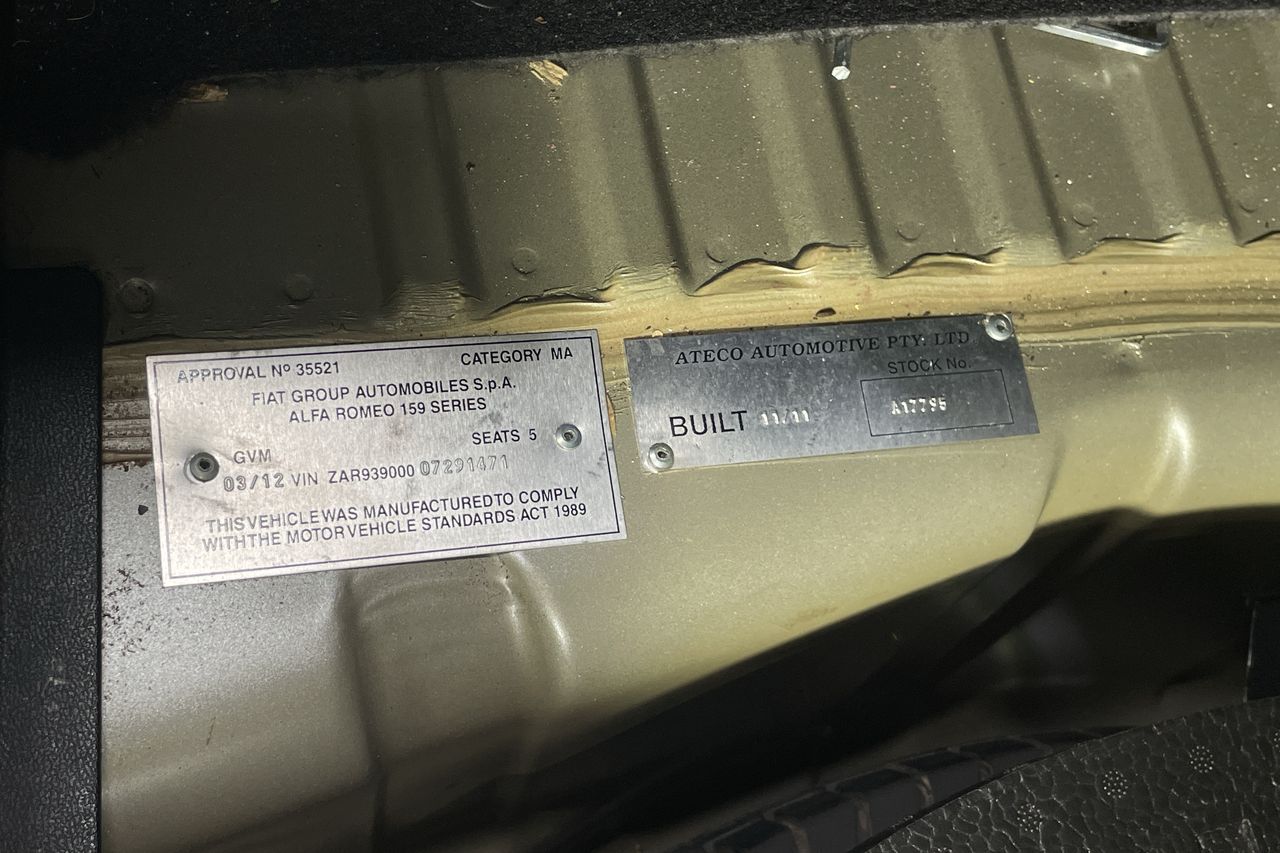 APPROVAL Nº 35521 CATEGORY MA
FIAT GROUP AUTOMOBILES S.p.A.
ALFA ROMEO 159 SERIES
SEATS 5
GVM
03/12 VIN ZAR939000 07291471
THIS VEHICLE WAS MANUFACTURED TO COMPLY
WITH THE MOTOR VEHICLE STANDARDS ACT 1989
ATECO AUTOMOTIVE PTY. LTD
STOCK No.
BUILT 11/11 A17795